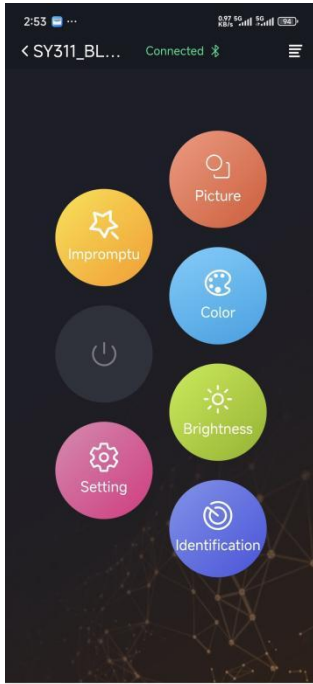 2:53 ... 0.97 KB/s 5G 5G 94
SY311_BL... Connected
Picture
Impromptu
Color
Brightness
Setting
Identification